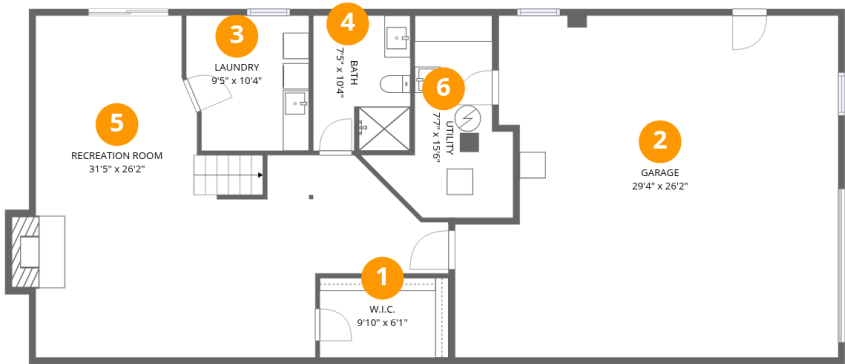 3
LAUNDRY
9'5" x 10'4"
4
BATH
7'5" x 10'4"
6
UTILITY
7'7" x 15'6"
5
RECREATION ROOM
31'5" x 26'2"
2
GARAGE
29'4" x 26'2"
1
W.I.C.
9'10" x 6'1"